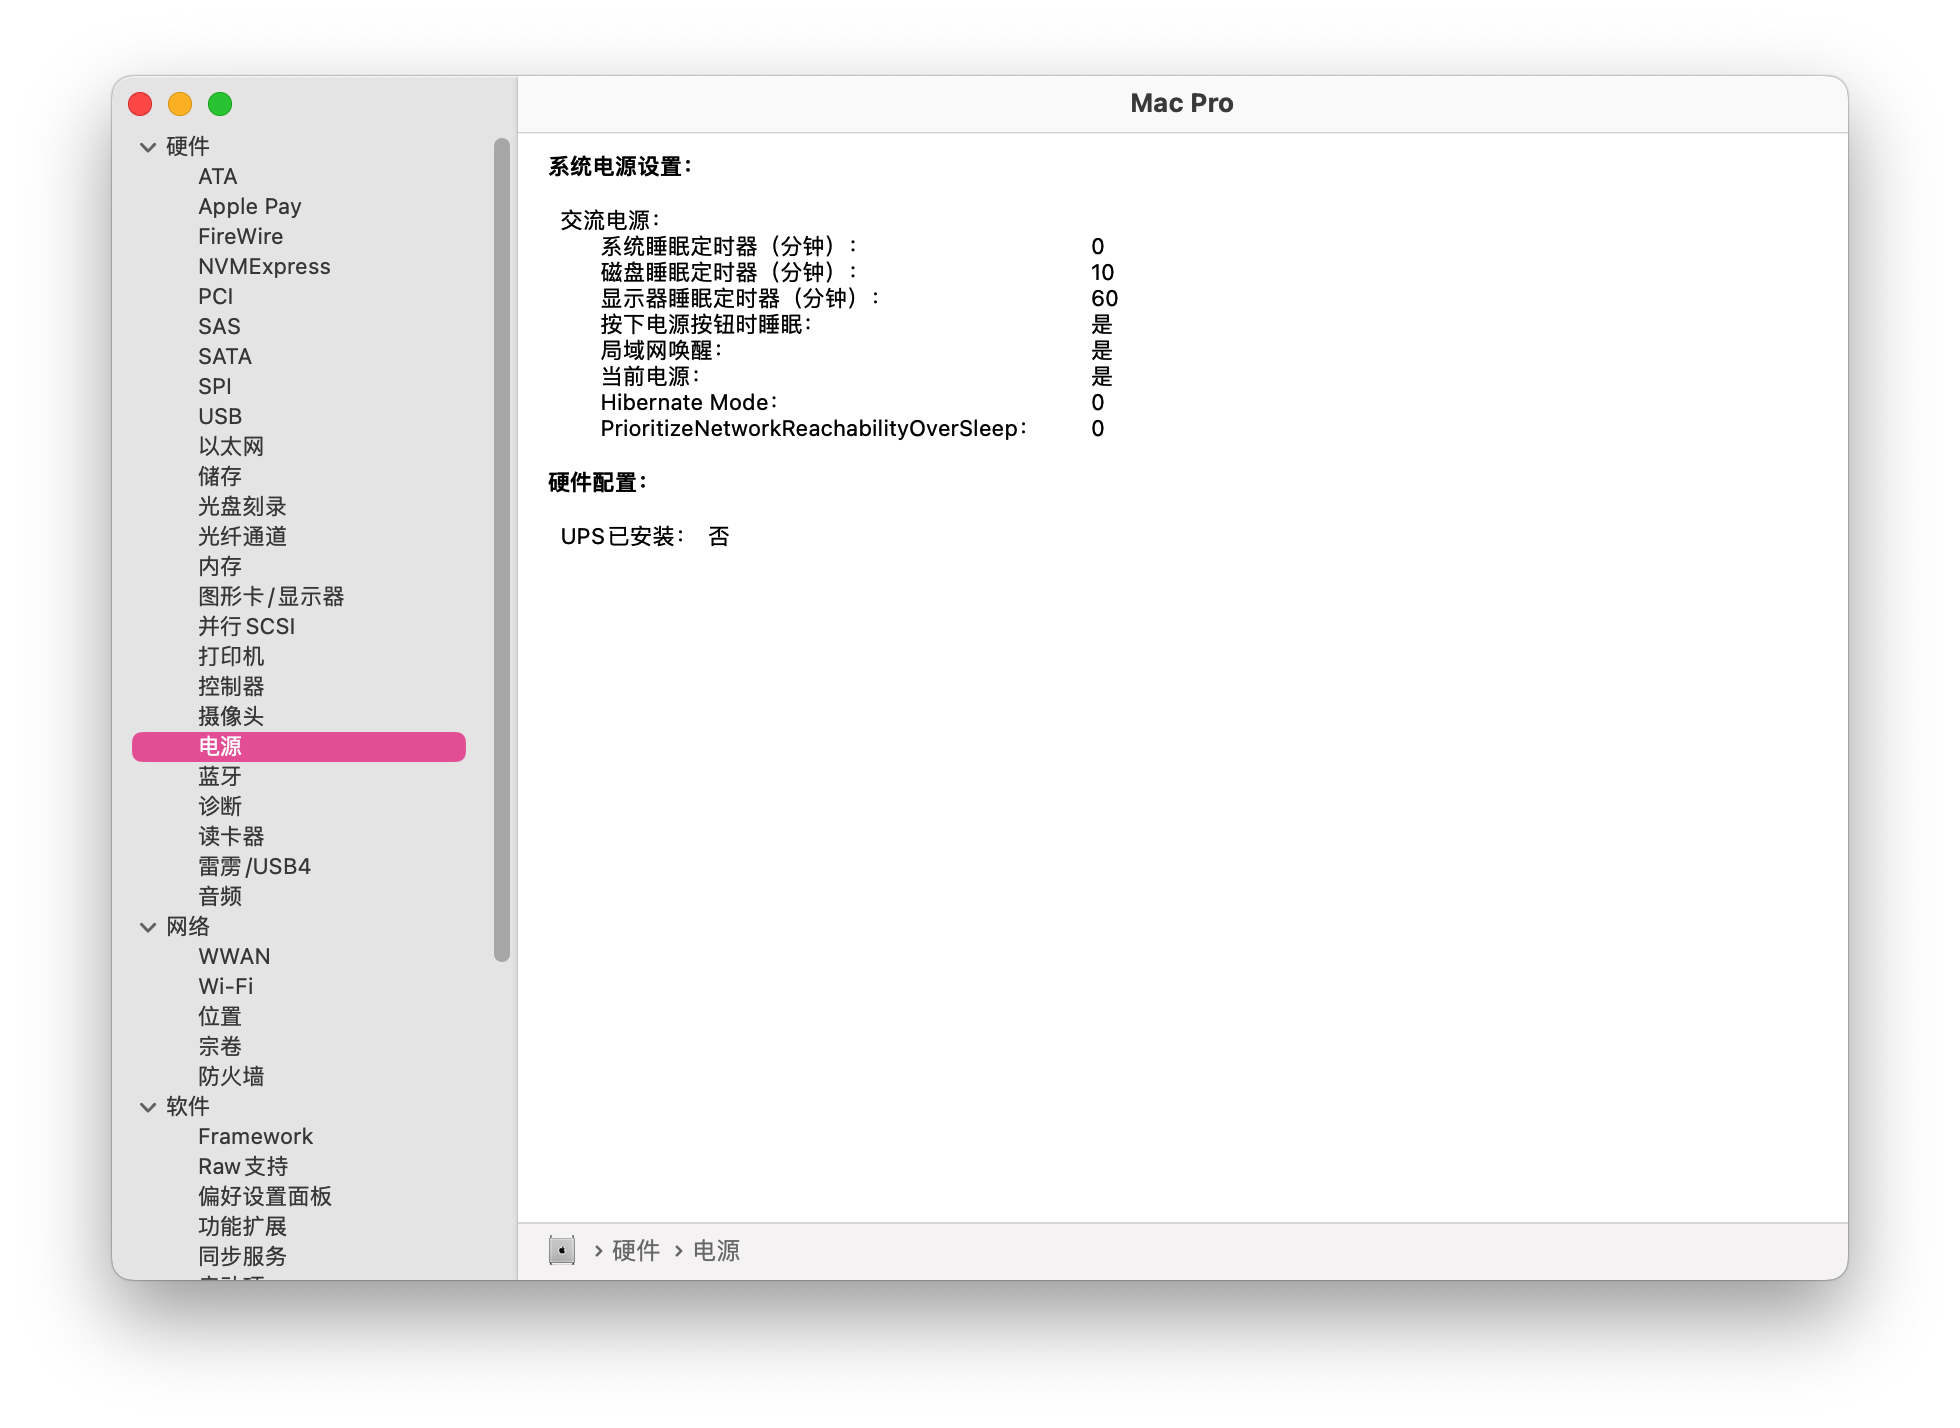 硬件
ATA
Apple Pay
FireWire
NVMExpress
PCI
SAS
SATA
SPI
USB
以太网
储存
光盘刻录
光纤通道
内存
图形卡/显示器
并行SCSI
打印机
控制器
摄像头
电源
蓝牙
诊断
读卡器
雷雳/USB4
音频
网络
WWAN
Wi-Fi
位置
宗卷
防火墙
软件
Framework
Raw支持
偏好设置面板
功能扩展
同步服务
Mac Pro
系统电源设置：
交流电源：
系统睡眠定时器（分钟）： 0
磁盘睡眠定时器（分钟）： 10
显示器睡眠定时器（分钟）： 60
按下电源按钮时睡眠： 是
局域网唤醒： 是
当前电源： 是
Hibernate Mode： 0
PrioritizeNetworkReachabilityOverSleep： 0
硬件配置：
UPS已安装： 否
› 硬件 › 电源